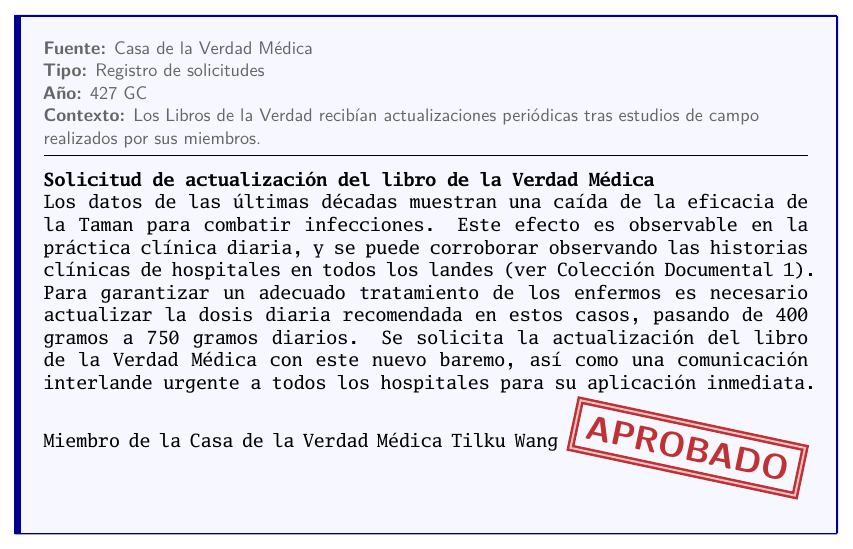 Fuente: Casa de la Verdad Médica
Tipo: Registro de solicitudes
Año: 427 GC
Contexto: Los Libros de la Verdad recibían actualizaciones periódicas tras estudios de campo
realizados por sus miembros.
Solicitud de actualización del libro de la Verdad Médica
Los datos de las últimas décadas muestran una caída de la eficacia de
la Taman para combatir infecciones. Este efecto es observable en la
práctica clínica diaria, y se puede corroborar observando las historias
clínicas de hospitales en todos los landes (ver Colección Documental 1).
Para garantizar un adecuado tratamiento de los enfermos es necesario
actualizar la dosis diaria recomendada en estos casos, pasando de 400
gramos a 750 gramos diarios. Se solicita la actualización del libro
de la Verdad Médica con este nuevo baremo, así como una comunicación
interlande urgente a todos los hospitales para su aplicación inmediata.
Miembro de la Casa de la Verdad Médica Tilku Wang
APROBADO